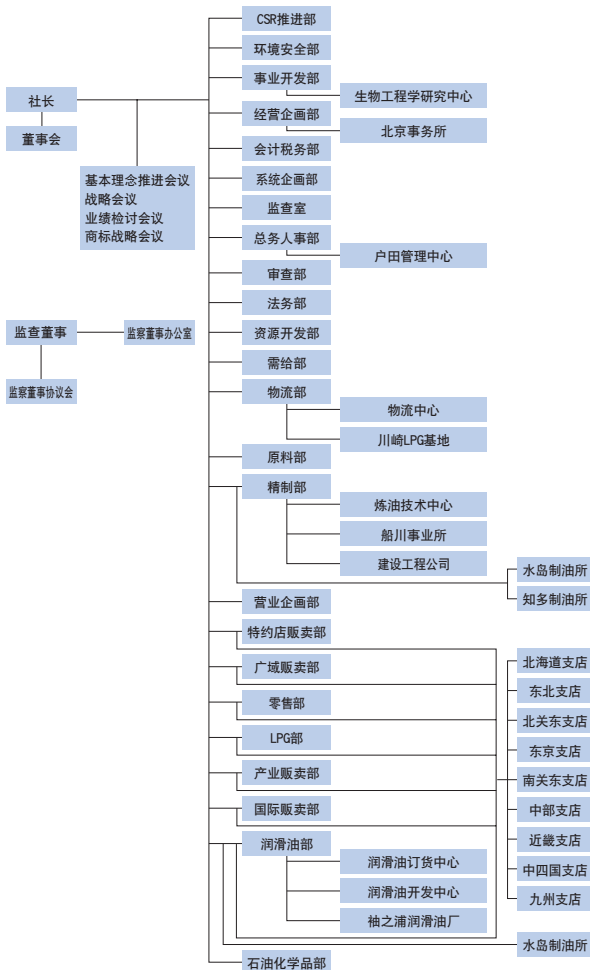 社长
董事会
基本理念推进会议
战略会议
业绩检讨会议
商标战略会议
监查董事
监察董事办公室
监察董事协议会
CSR推进部
环境安全部
事业开发部
生物工程学研究中心
经营企画部
北京事务所
会计税务部
系统企画部
监查室
总务人事部
户田管理中心
审查部
法务部
资源开发部
需给部
物流部
物流中心
川崎LPG基地
原料部
精制部
炼油技术中心
船川事业所
建设工程公司
水岛制油所
知多制油所
营业企画部
特约店贩卖部
广域贩卖部
零售部
LPG部
产业贩卖部
国际贩卖部
润滑油部
润滑油订货中心
润滑油开发中心
袖之浦润滑油厂
北海道支店
东北支店
北关东支店
东京支店
南关东支店
中部支店
近畿支店
中四国支店
九州支店
水岛制油所
石油化学品部